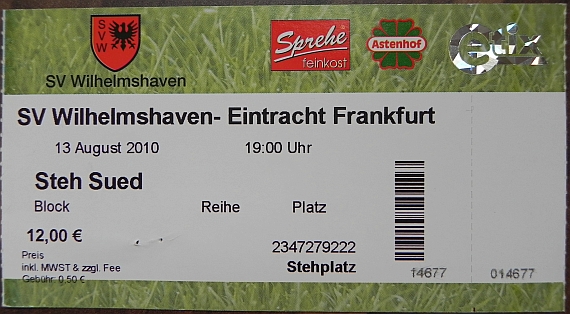 SVW
SV Wilhelmshaven
Sprehe
feinkost
Astenhof
etix
SV Wilhelmshaven- Eintracht Frankfurt
13 August 2010 19:00 Uhr
Steh Sued
Block Reihe Platz
12,00 €
Preis
inkl. MWST & zzgl. Fee
Gebühr: 0,50 €
2347279222
Stehplatz
14677 014677